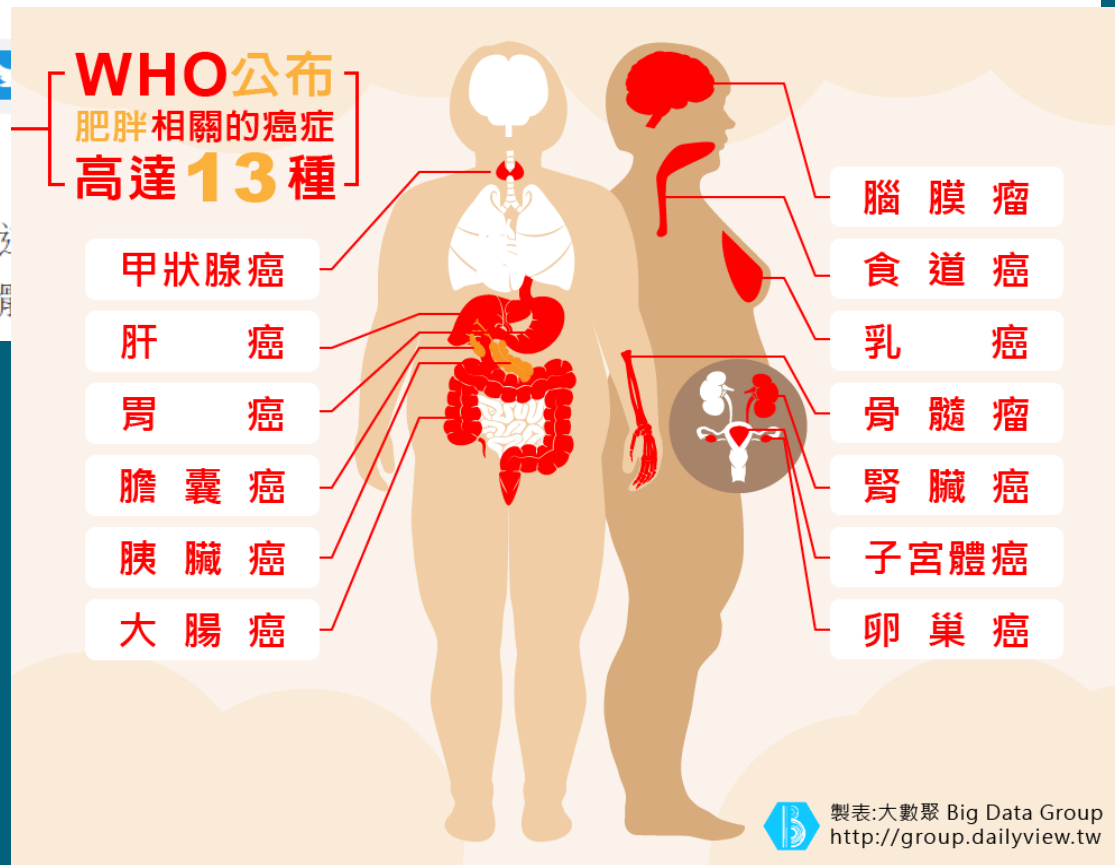 WHO公布
肥胖相關的癌症
高達13種
甲狀腺癌
肝癌
胃癌
膽囊癌
胰臟癌
大腸癌
腦膜瘤
食道癌
乳癌
骨髓瘤
腎臟癌
子宮體癌
卵巢癌
製表:大數聚 Big Data Group
http://group.dailyview.tw